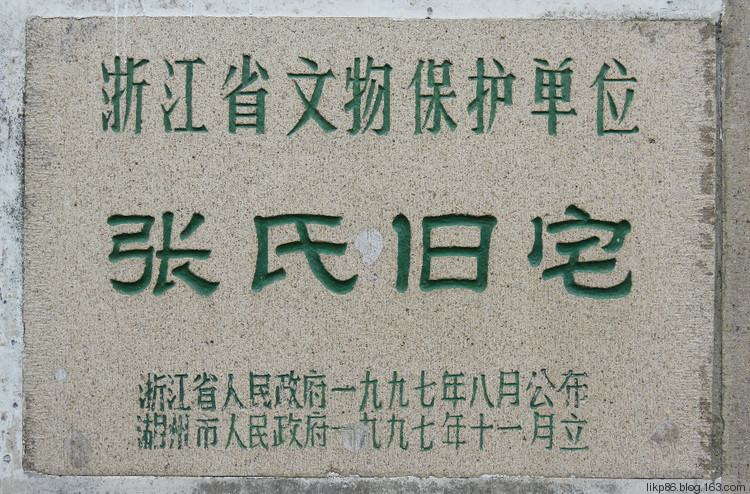 浙江省文物保护单位
张氏旧宅
浙江省人民政府一九九七年八月公布
湖州市人民政府一九九七年十一月立
likp86.blog.163.com